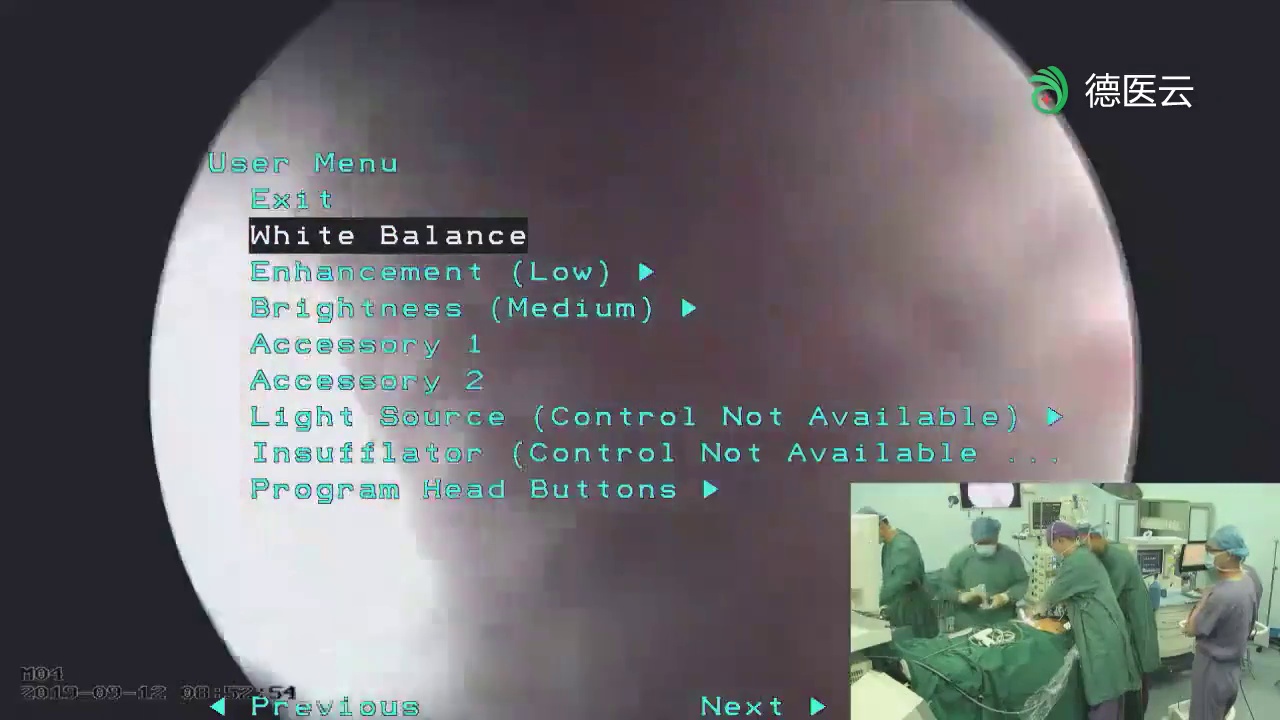 德医云
User Menu
Exit
White Balance
Enhancement (Low) ▶
Brightness (Medium) ▶
Accessory 1
Accessory 2
Light Source (Control Not Available) ▶
Insufflator (Control Not Available ...
Program Head Buttons ▶
M04
2019-09-12 08:52:54
◀ Previous
Next ▶